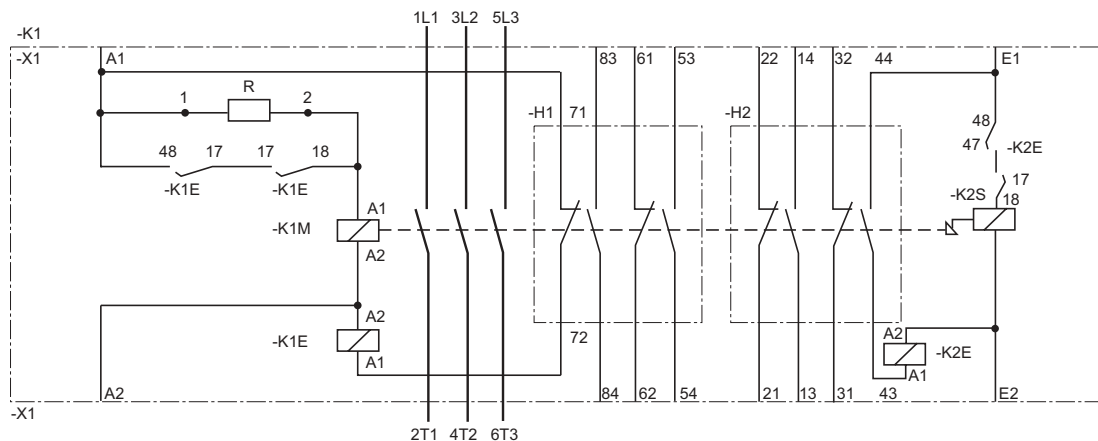 1L1 3L2 5L3
-K1
-X1 A1 83 61 53 22 14 32 44 E1
1 R 2
-H1 71 -H2
48
47 -K2E
48 17 17 18
-K1E -K1E
17
-K2S 18
A1
-K1M
A2
A2 72 A2
-K1E -K2E
A1 A1
A2 84 62 54 21 13 31 43 E2
-X1
2T1 4T2 6T3